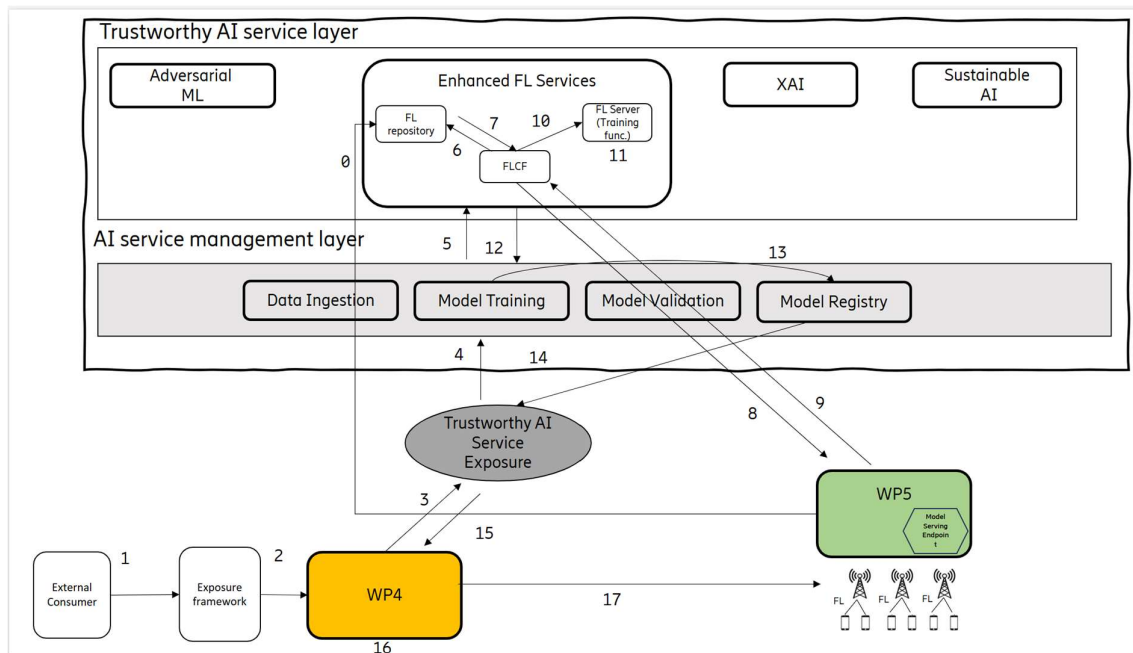 Trustworthy AI service layer
Adversarial
ML
Enhanced FL Services
XAI
Sustainable
AI
FL
repository
7
10
FL Server
(Training
func.)
6
11
FLCF
0
AI service management layer
5
12
13
Data Ingestion
Model Training
Model Validation
Model Registry
4
14
8
9
Trustworthy AI
Service
Exposure
3
15
WP5
Model
Serving
Endpoin
t
1
2
External
Consumer
Exposure
framework
WP4
17
FL
FL
FL
16